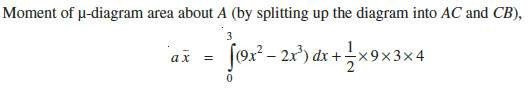 Moment of μ-diagram area about A (by splitting up the diagram into AC and CB),
a x̄ = ∫₀³ (9x² – 2x³) dx + 1/2 × 9 × 3 × 4